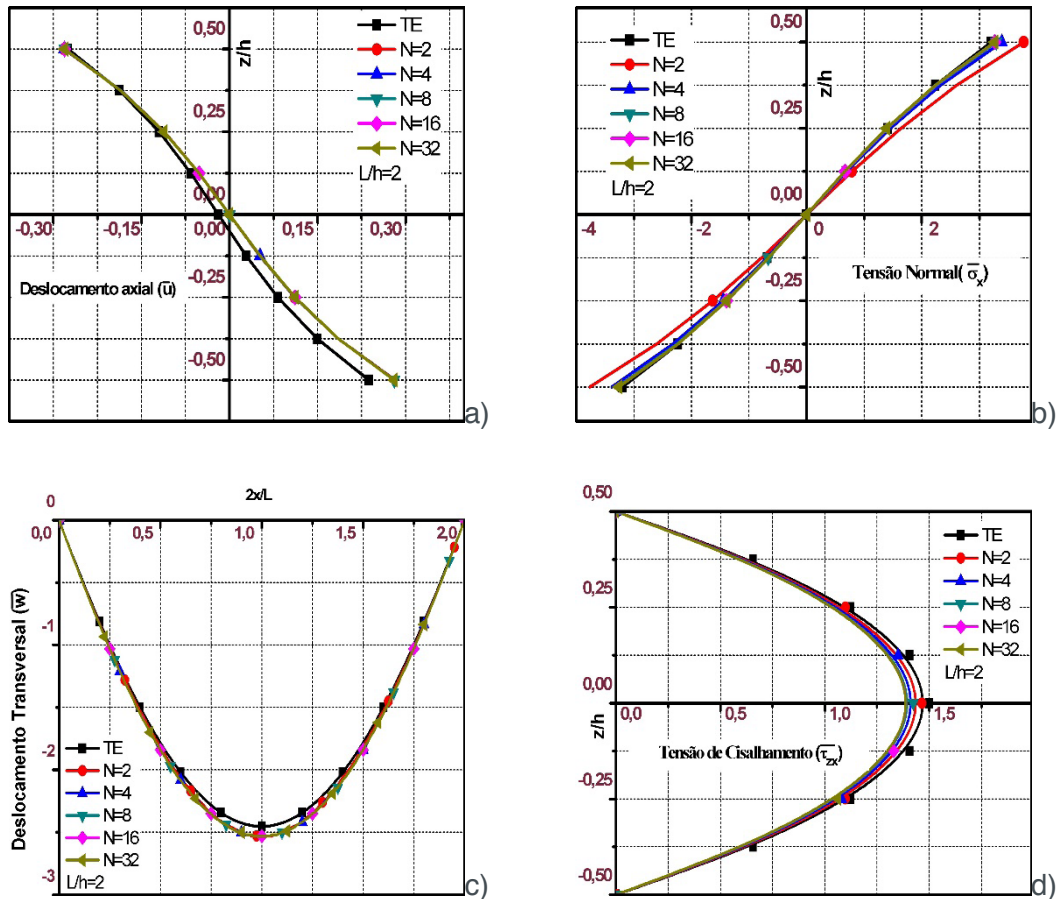 0,50
z/h
TE
N=2
N=4
N=8
N=16
N=32
L/h=2
0,25
0,00
-0,30
-0,15
0,00
0,15
0,30
-0,25
Deslocamento axial (u̅)
-0,50
a)
0,50
z/h
TE
N=2
N=4
N=8
N=16
N=32
L/h=2
0,25
0,00
-4
-2
0
2
-0,25
Tensão Normal( σ̅x)
-0,50
b)
2x/L
0
0,0
0,5
1,0
1,5
2,0
-1
-2
-3
Deslocamento Transversal (w̅)
TE
N=2
N=4
N=8
N=16
N=32
L/h=2
c)
0,50
TE
N=2
N=4
N=8
N=16
N=32
L/h=2
0,25
0,00
z/h
0,0
0,5
1,0
1,5
Tensão de Cisalhamento (τ̅zx)
-0,25
-0,50
d)